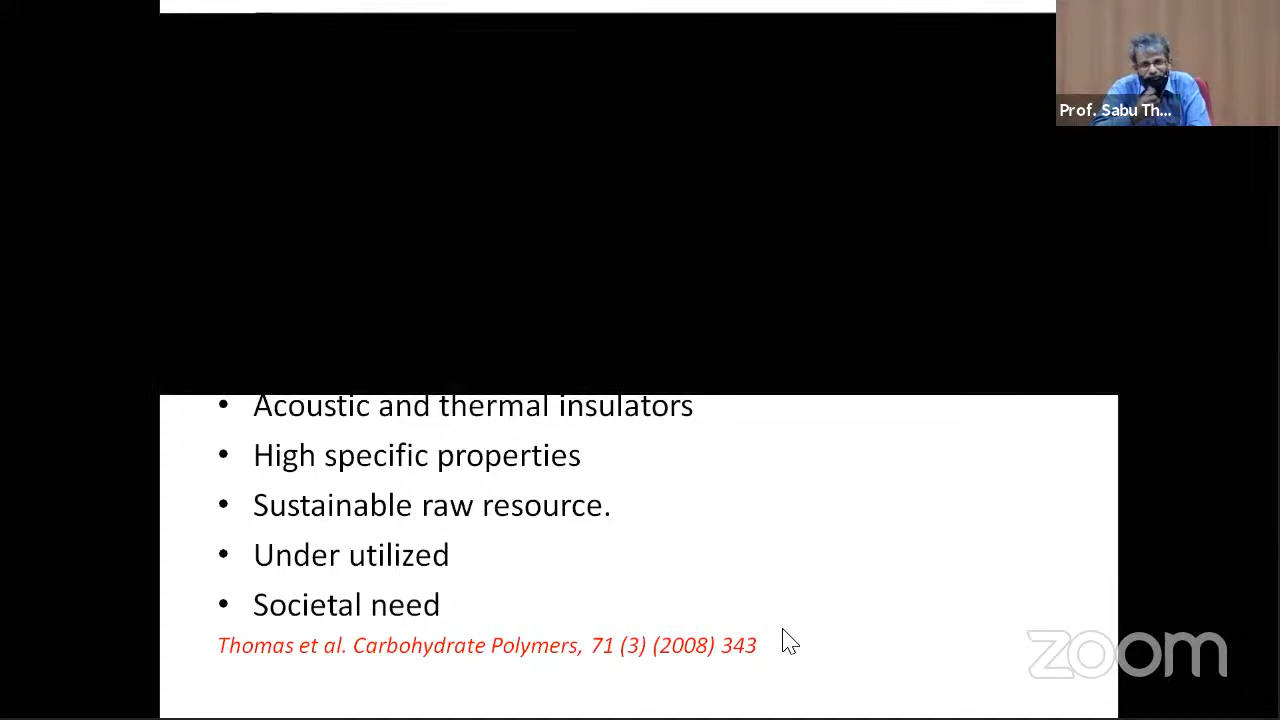 Prof. Sabu Th...
• Acoustic and thermal insulators
• High specific properties
• Sustainable raw resource.
• Under utilized
• Societal need
Thomas et al. Carbohydrate Polymers, 71 (3) (2008) 343
zoom